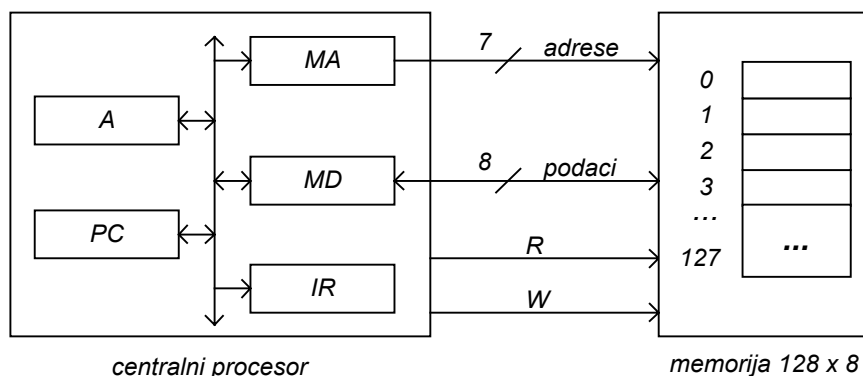 MA
A
MD
PC
IR
centralni procesor
7 adrese
8 podaci
R
W
0
1
2
3
...
127 ...
memorija 128 x 8